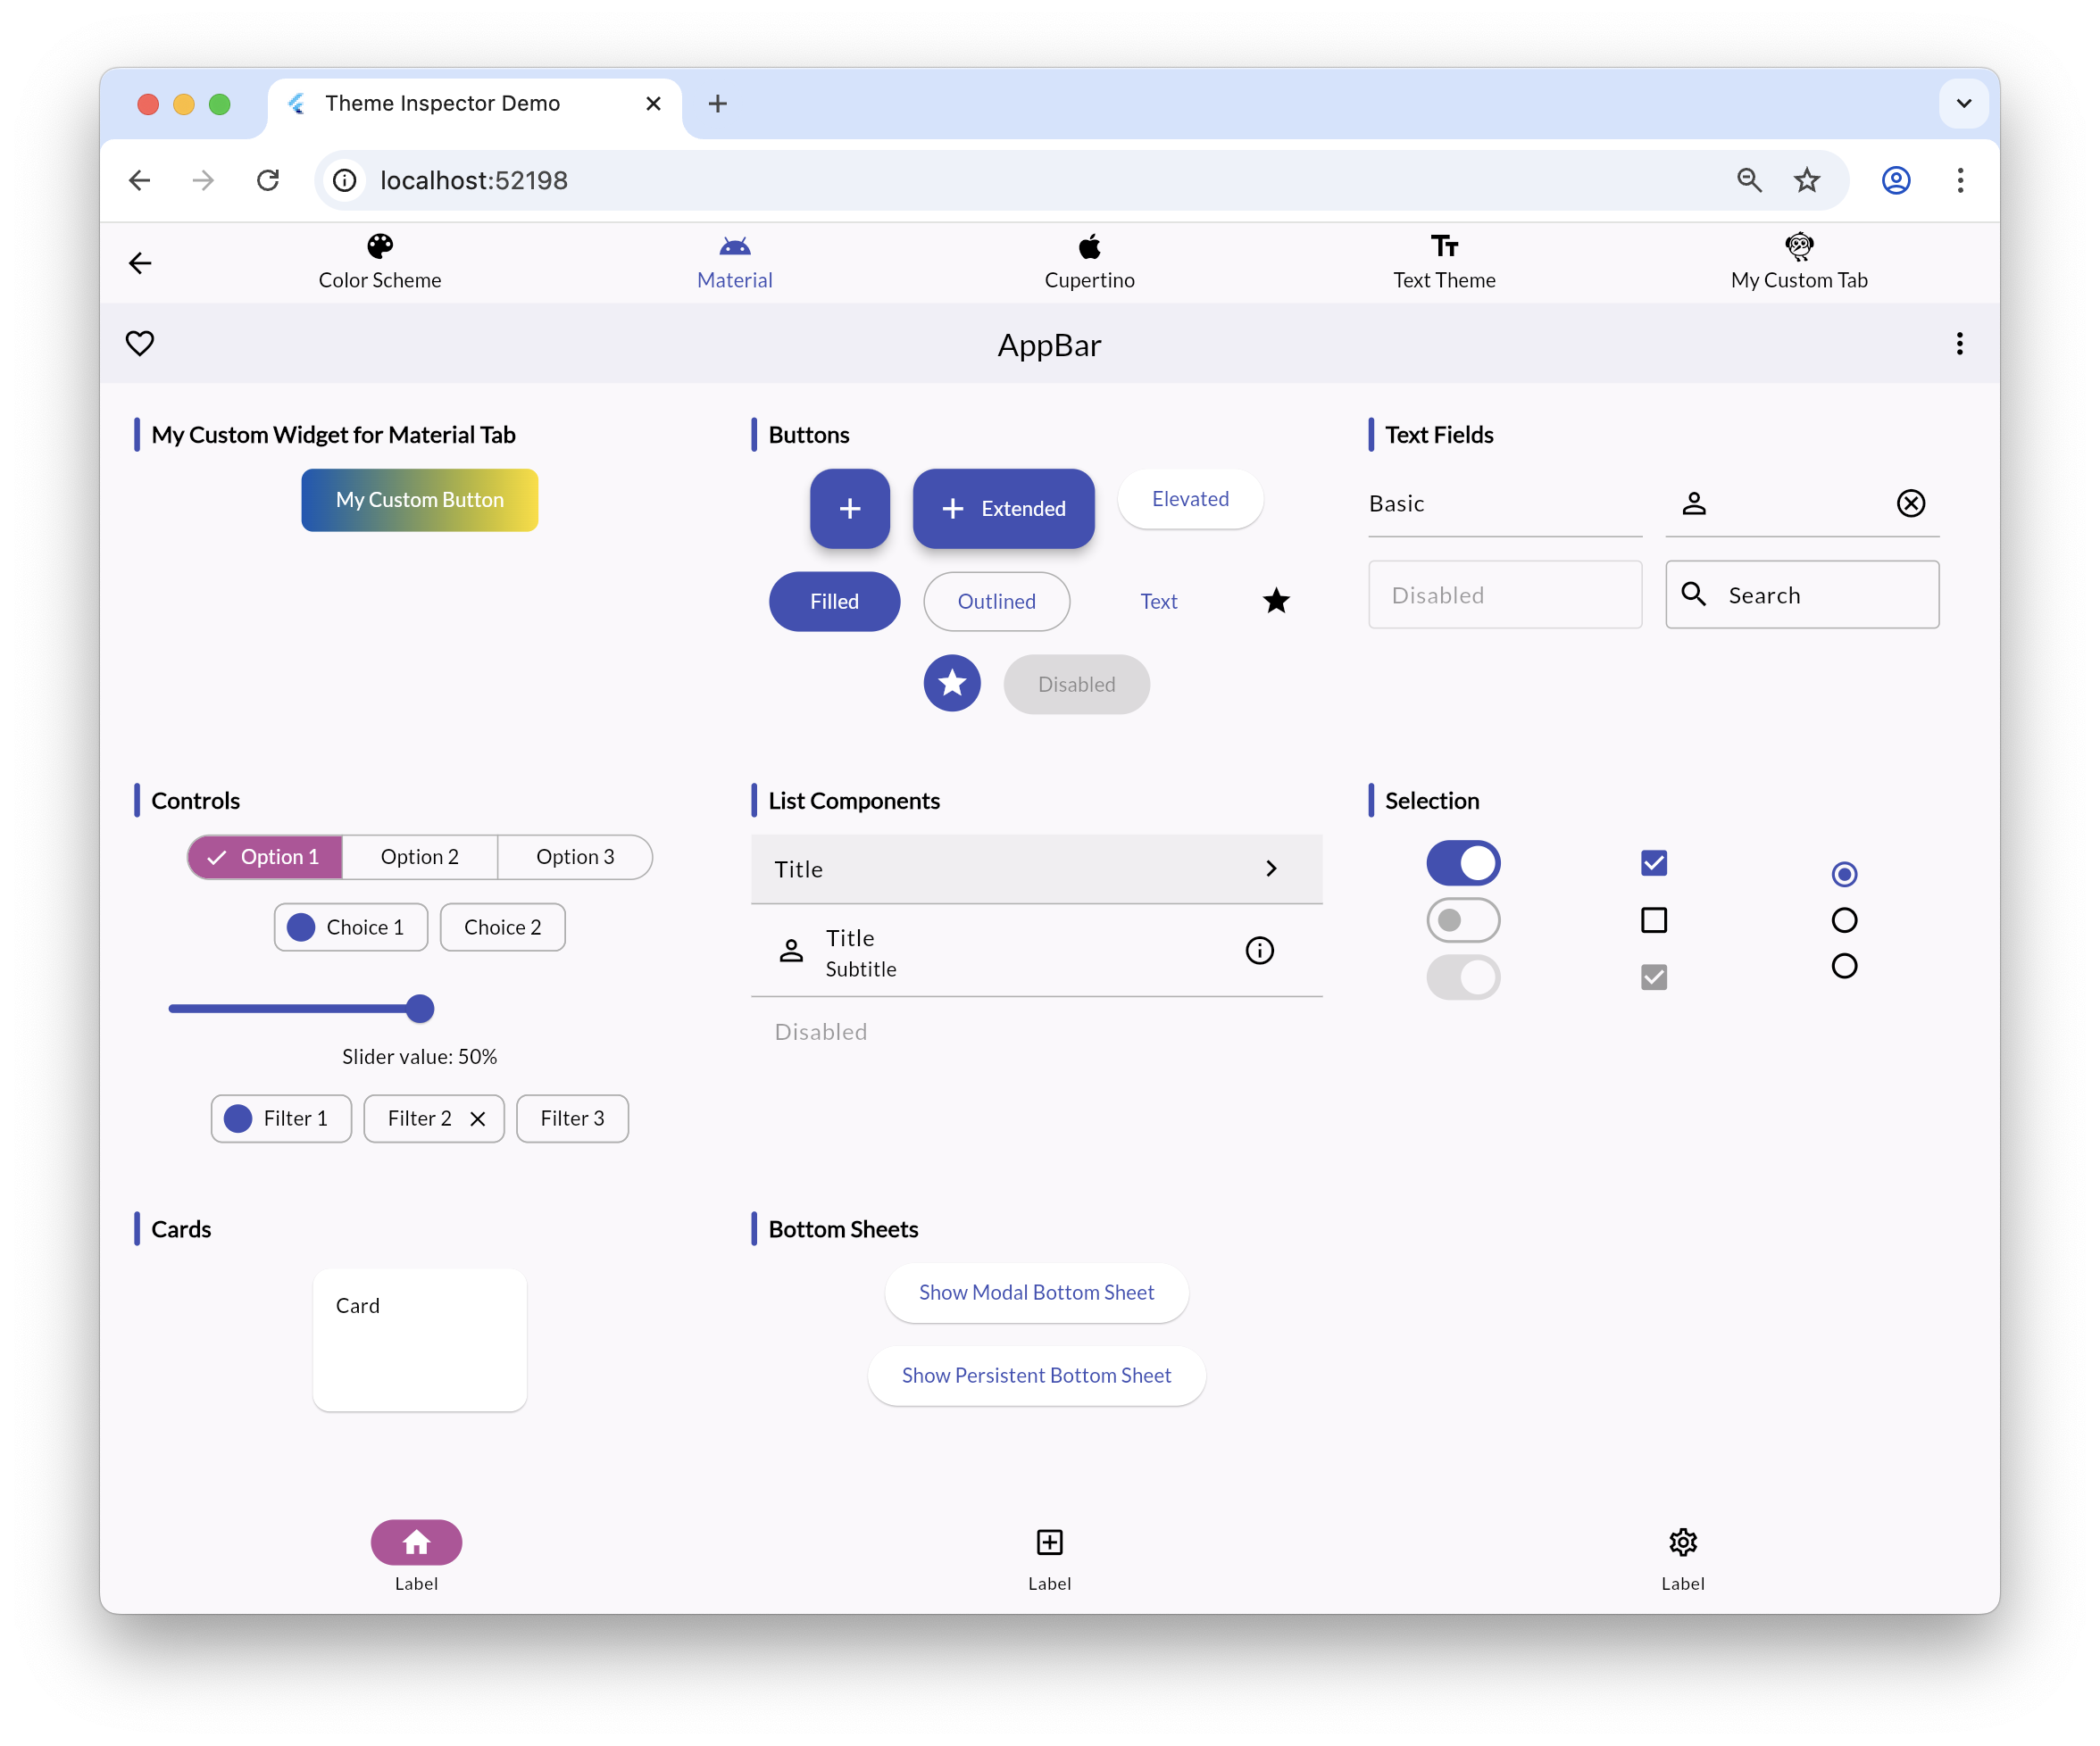 Theme Inspector Demo
localhost:52198
Color Scheme
Material
Cupertino
Text Theme
My Custom Tab
AppBar
My Custom Widget for Material Tab
My Custom Button
Buttons
Extended
Elevated
Filled
Outlined
Text
Disabled
Text Fields
Basic
Disabled
Search
Controls
Option 1
Option 2
Option 3
Choice 1
Choice 2
Slider value: 50%
Filter 1
Filter 2
Filter 3
List Components
Title
Title
Subtitle
Disabled
Selection
Cards
Card
Bottom Sheets
Show Modal Bottom Sheet
Show Persistent Bottom Sheet
Label
Label
Label